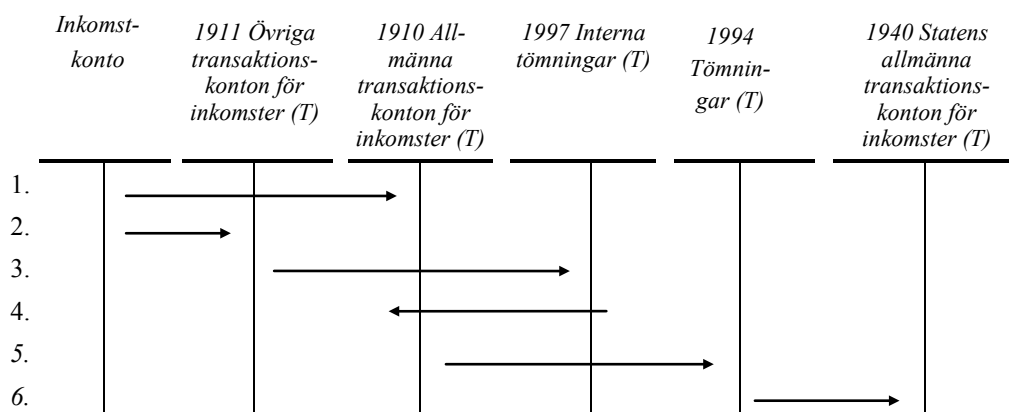 Inkomst-
konto
1911 Övriga
transaktions-
konton för
inkomster (T)
1910 All-
männa
transaktions-
konton för
inkomster (T)
1997 Interna
tömningar (T)
1994
Tömnin-
gar (T)
1940 Statens
allmänna
transaktions-
konton för
inkomster (T)
1.
2.
3.
4.
5.
6.